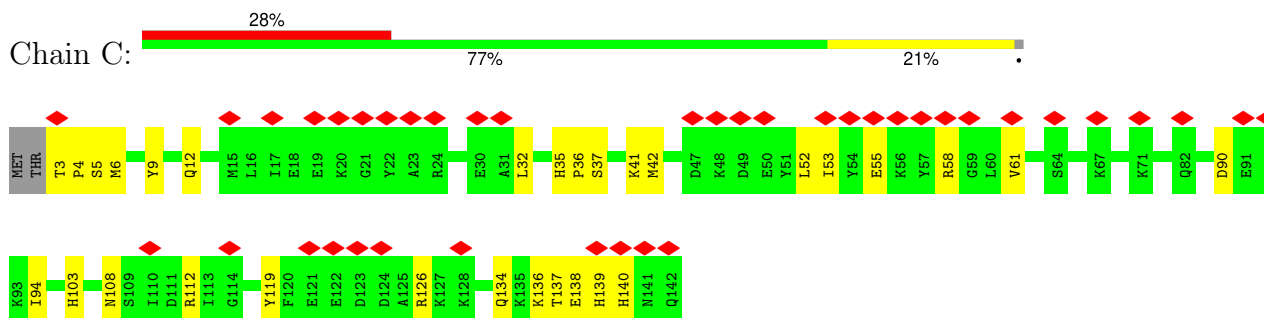 28%
Chain C:
77% 21% •
MET THR T3 P4 S5 M6 Y9 Q12 M15 L16 I17 E18 E19 K20 G21 Y22 A23 R24 E30 A31 L32 H35 P36 S37 K41 M42 D47 K48 D49 E50 Y51 L52 I53 Y54 E55 K56 Y57 R58 G59 L60 V61 S64 K67 K71 Q82 D90 E91
K93 I94 H103 N108 S109 I110 D111 R112 I113 G114 Y119 F120 E121 E122 D123 D124 A125 R126 K127 K128 Q134 K135 K136 T137 E138 H139 H140 N141 Q142